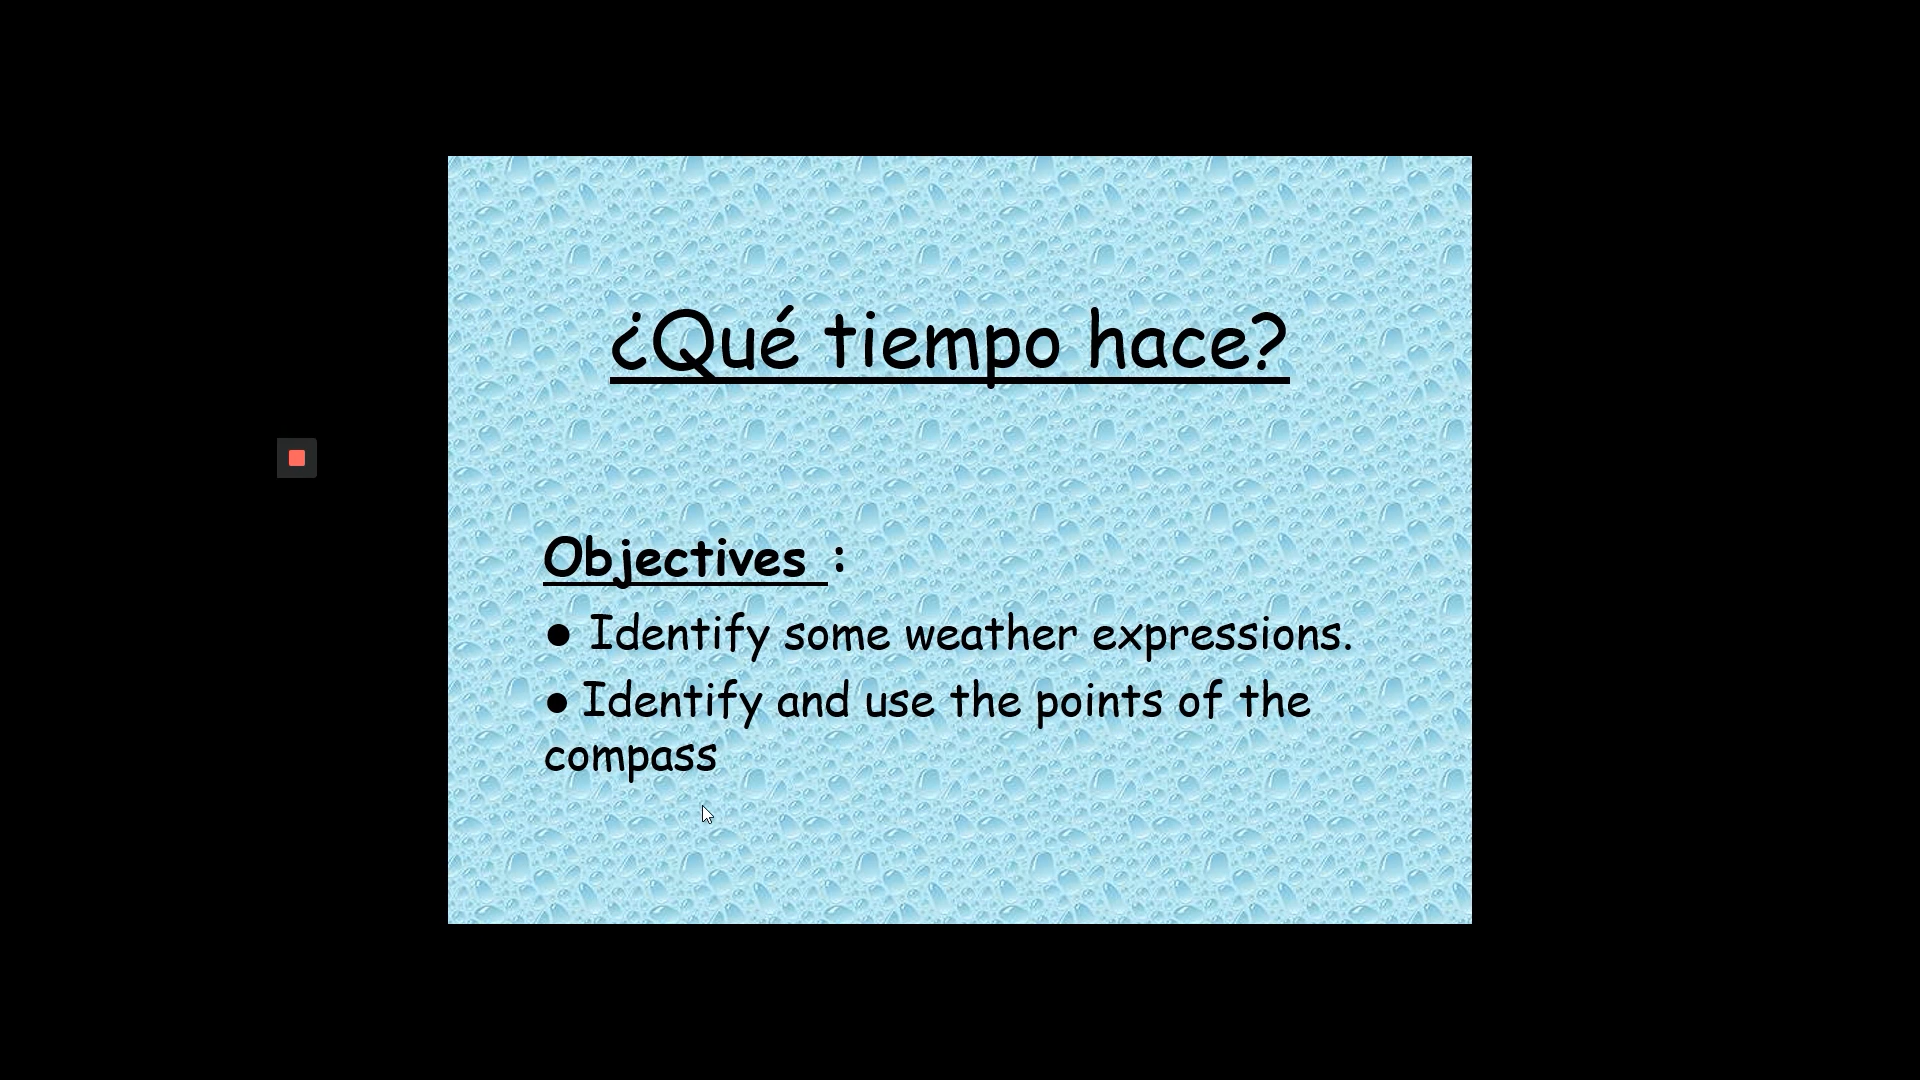 ¿Qué tiempo hace?
Objectives :
● Identify some weather expressions.
● Identify and use the points of the
compass